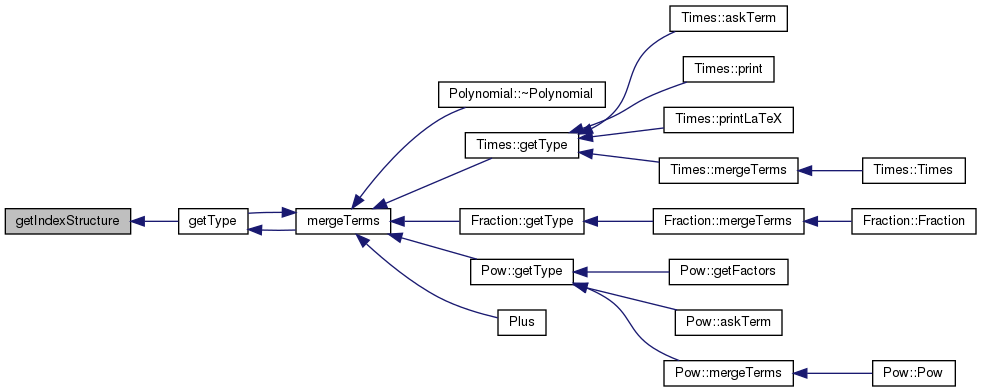 Times::askTerm
Times::print
Polynomial::~Polynomial
Times::printLaTeX
Times::getType
Times::mergeTerms
Times::Times
getIndexStructure
getType
mergeTerms
Fraction::getType
Fraction::mergeTerms
Fraction::Fraction
Pow::getType
Pow::getFactors
Plus
Pow::askTerm
Pow::mergeTerms
Pow::Pow